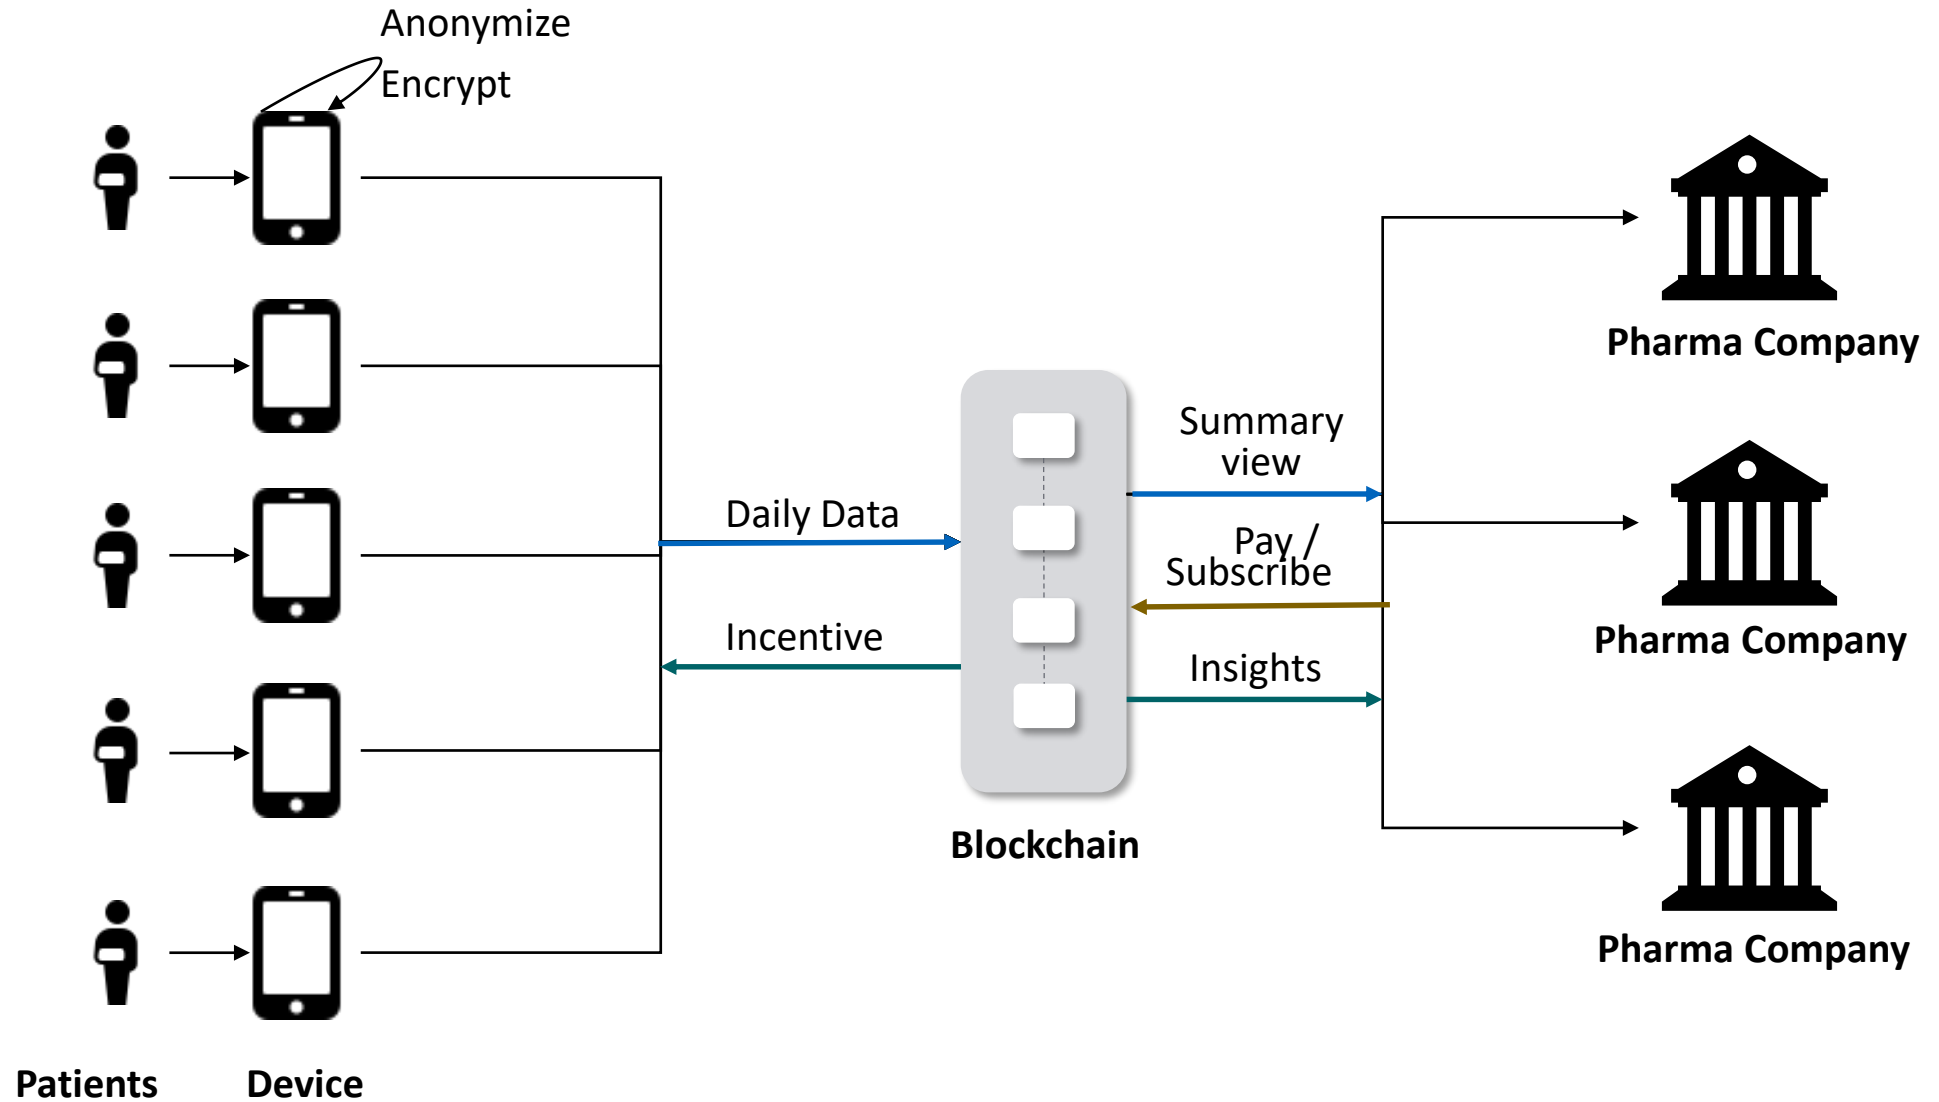 Anonymize
Encrypt
Pharma Company
Summary
view
Daily Data
Pay /
Subscribe
Incentive
Insights
Pharma Company
Blockchain
Pharma Company
Patients
Device